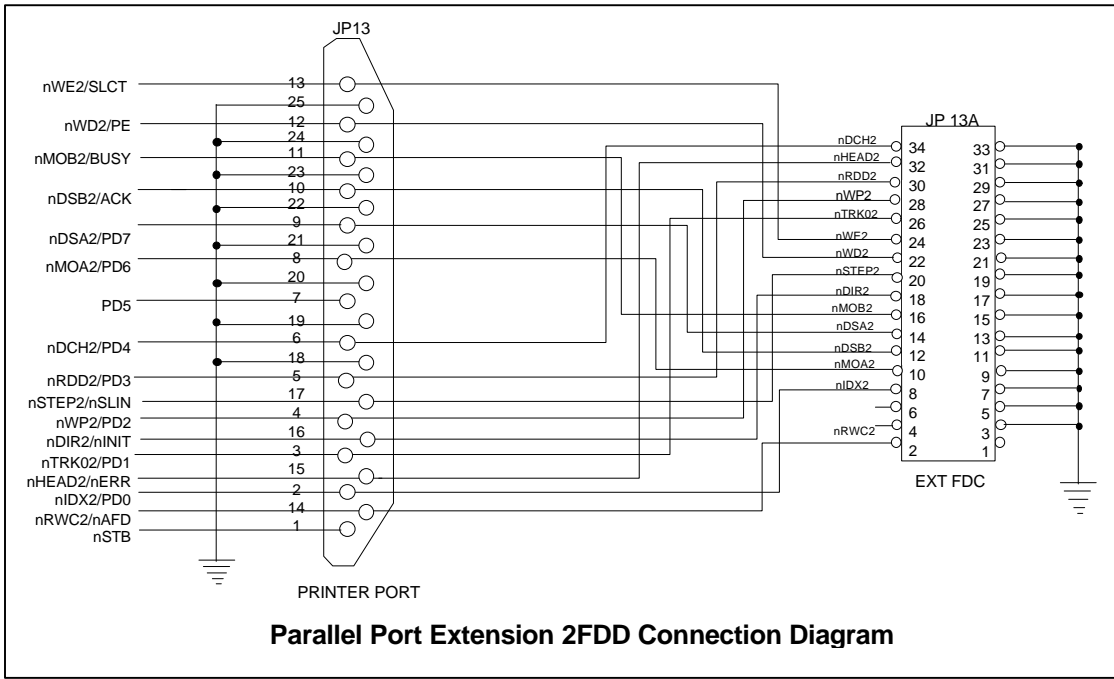 JP13
nWE2/SLCT 13
25
nWD2/PE 12
24
nMOB2/BUSY 11
23
nDSB2/ACK 10
22
nDSA2/PD7 9
21
nMOA2/PD6 8
20
PD5 7
19
nDCH2/PD4 6
18
nRDD2/PD3 5
nSTEP2/nSLIN 17
nWP2/PD2 4
nDIR2/nINIT 16
nTRK02/PD1 3
nHEAD2/nERR 15
nIDX2/PD0 2
nRWC2/nAFD 14
nSTB 1
PRINTER PORT
JP 13A
nDCH2 34 33
nHEAD2 32 31
nRDD2 30 29
nWP2 28 27
nTRK02 26 25
nWE2 24 23
nWD2 22 21
nSTEP2 20 19
nDIR2 18 17
nMOB2 16 15
nDSA2 14 13
nDSB2 12 11
nMOA2 10 9
nIDX2 8 7
6 5
4 3
nRWC2 2 1
EXT FDC
Parallel Port Extension 2FDD Connection Diagram